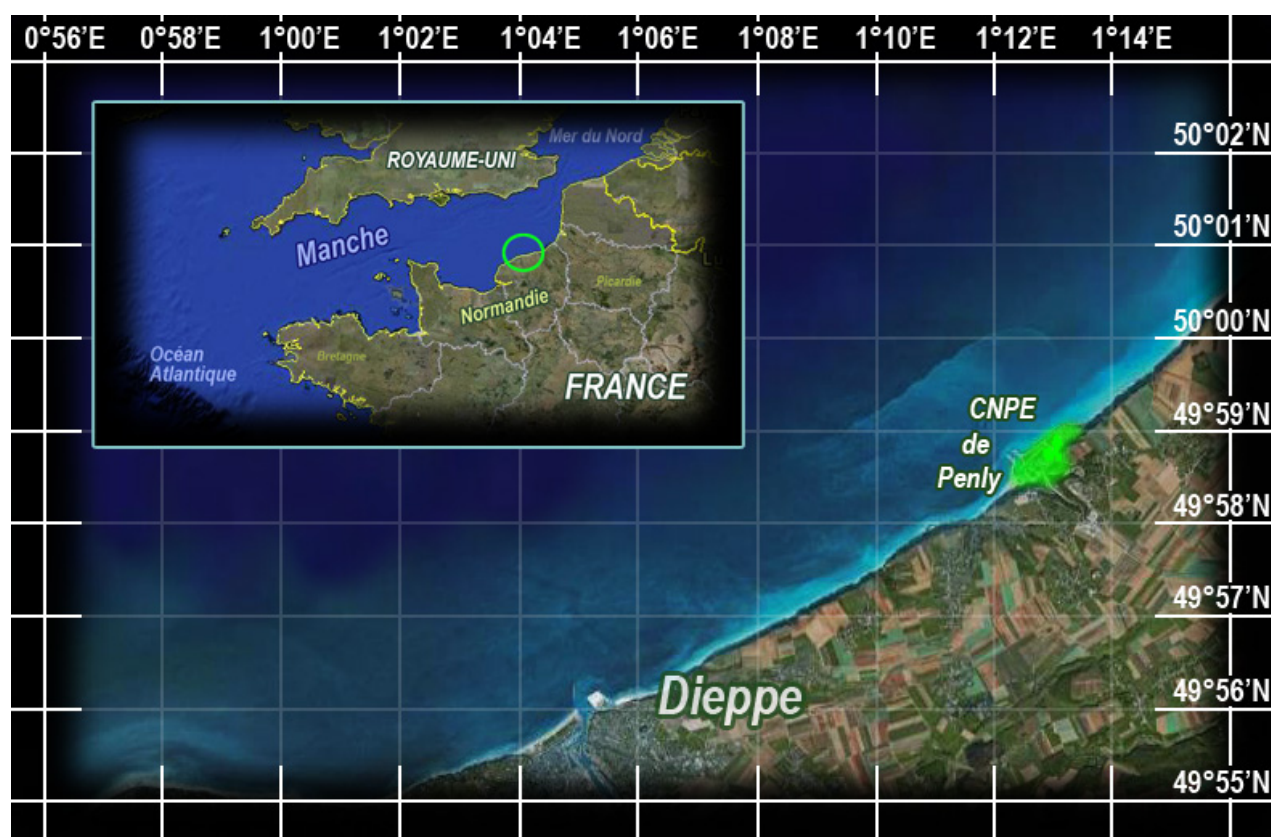 0°56'E 0°58'E 1°00'E 1°02'E 1°04'E 1°06'E 1°08'E 1°10'E 1°12'E 1°14'E
Mer du Nord
ROYAUME-UNI
Manche
Picardie
Normandie
Bretagne
Océan
Atlantique
FRANCE
50°02'N
50°01'N
50°00'N
49°59'N
49°58'N
49°57'N
49°56'N
49°55'N
CNPE
de
Penly
Dieppe